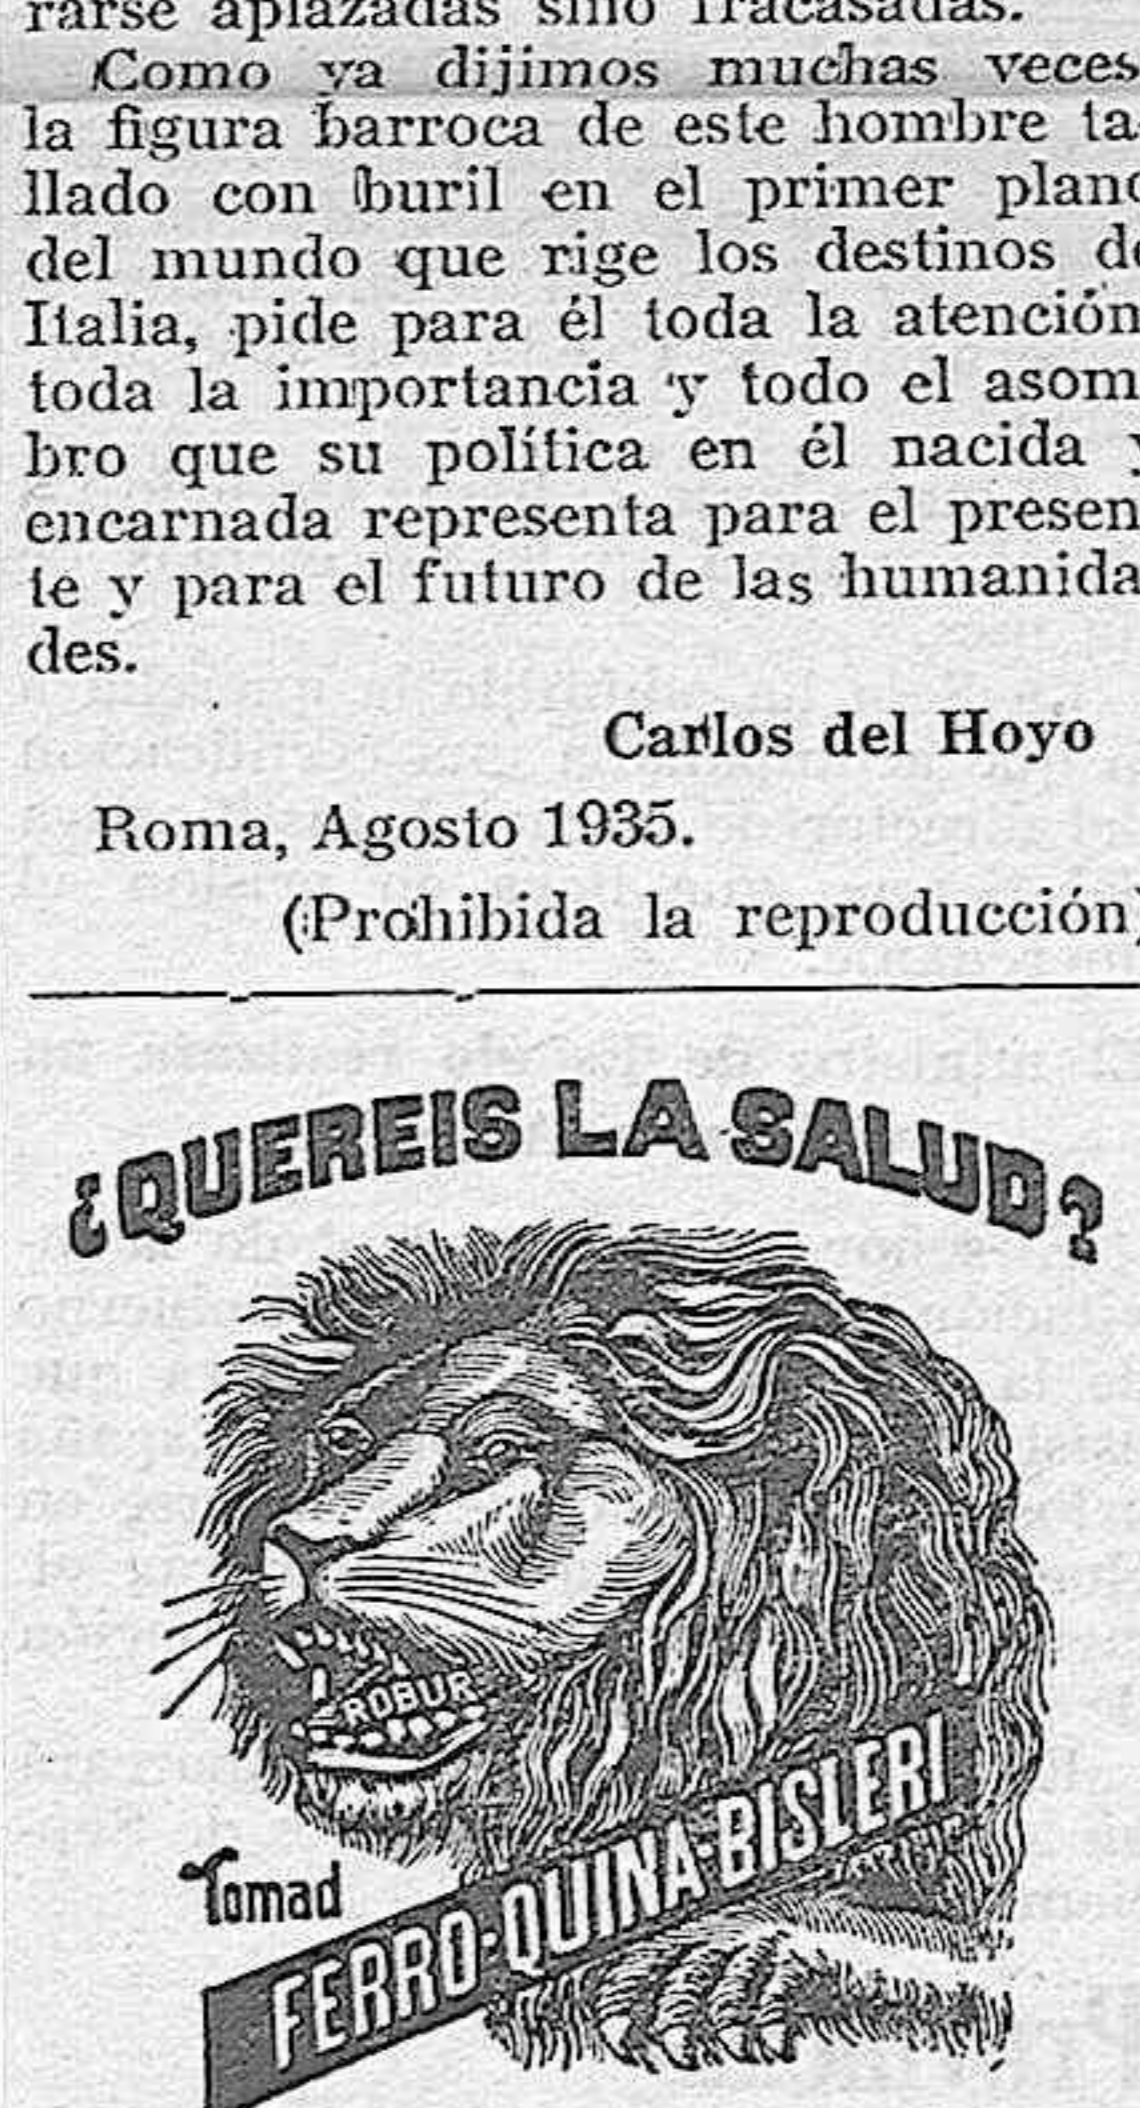 rarse aplazadas sino fracasadas.
Como ya dijimos muchas veces
la figura barroca de este hombre ta-
llado con buril en el primer plano
del mundo que rige los destinos de
Italia, pide para él toda la atención
toda la importancia y todo el asom-
bro que su política en él nacida y
encarnada representa para el presen-
te y para el futuro de las humanida-
des.
Carlos del Hoyo
Roma, Agosto 1935.
(Prohibida la reproducción)
¿QUEREIS LA SALUD?
ROBUR
Tomad
FERRO-QUINA-BISLERI